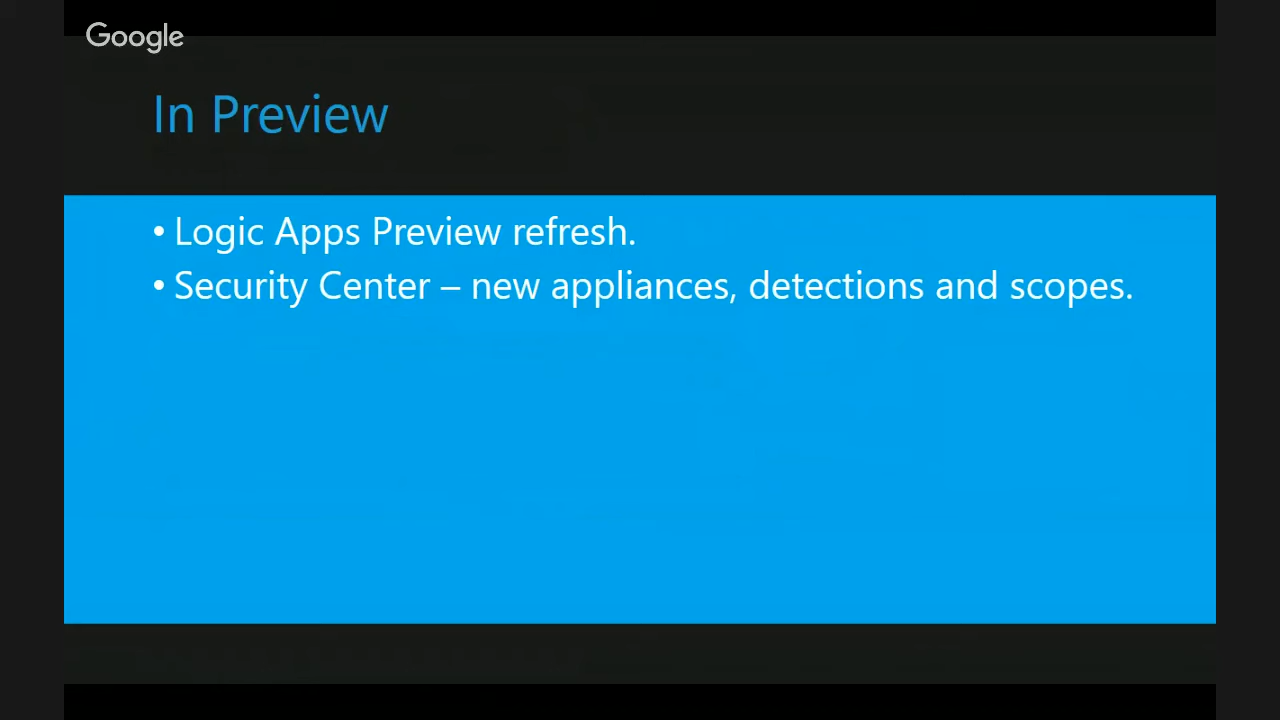 Google
In Preview
• Logic Apps Preview refresh.
• Security Center – new appliances, detections and scopes.